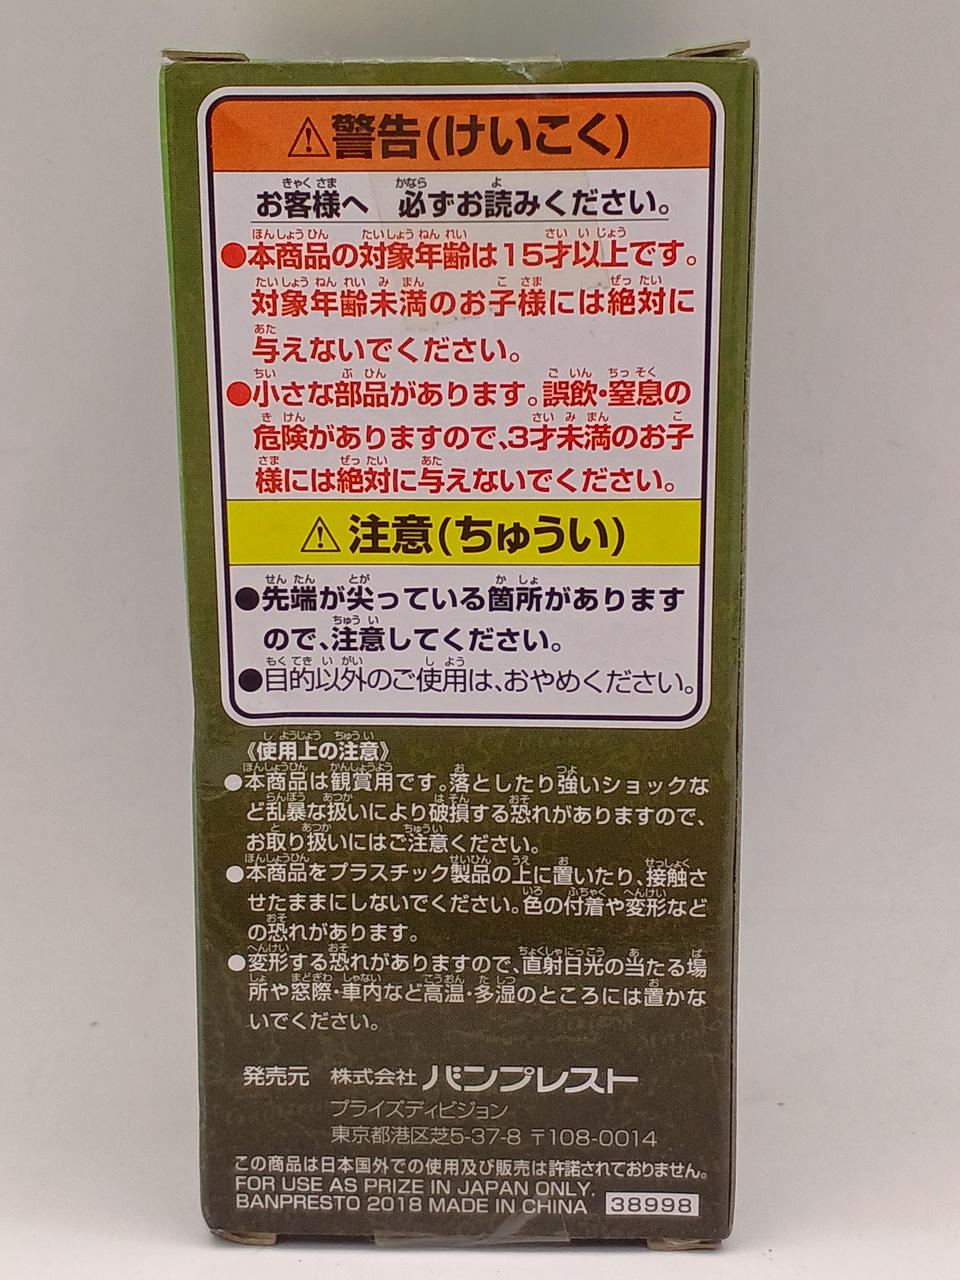 ⚠警告(けいこく)
お客様へ 必ずお読みください。
●本商品の対象年齢は15才以上です。
対象年齢未満のお子様には絶対に
与えないでください。
●小さな部品があります。誤飲・窒息の
危険がありますので、3才未満のお子
様には絶対に与えないでください。
⚠注意(ちゅうい)
●先端が尖っている箇所があります
ので、注意してください。
●目的以外のご使用は、おやめください。
《使用上の注意》
●本商品は観賞用です。落としたり強いショックな
ど乱暴な扱いにより破損する恐れがありますので、
お取り扱いにはご注意ください。
●本商品をプラスチック製品の上に置いたり、接触さ
せたままにしないでください。色の付着や変形など
の恐れがあります。
●変形する恐れがありますので、直射日光の当たる場
所や窓際・車内など高温・多湿のところには置かな
いでください。
発売元 株式会社 バンプレスト
プライズディビジョン
東京都港区芝5-37-8 〒108-0014
この商品は日本国外での使用及び販売は許諾されておりません。
FOR USE AS PRIZE IN JAPAN ONLY.
BANPRESTO 2018 MADE IN CHINA 38998